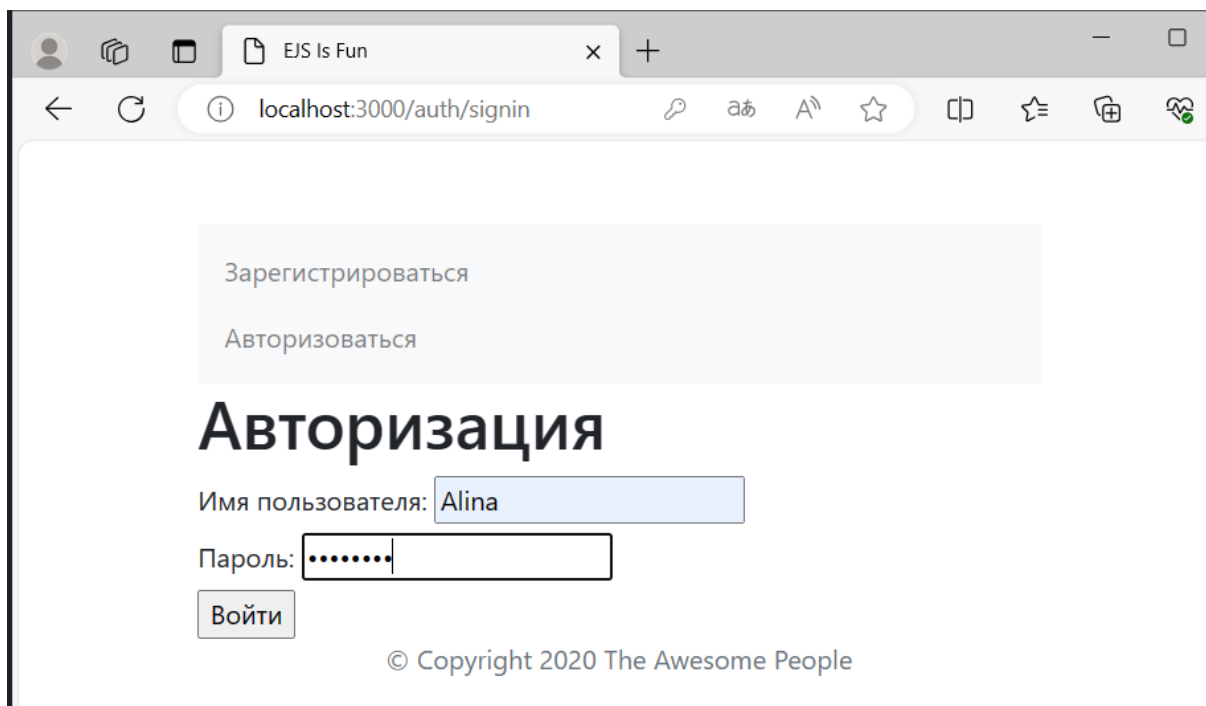 EJS Is Fun
localhost:3000/auth/signin
Зарегистрироваться
Авторизоваться
Авторизация
Имя пользователя: Alina
Пароль: ••••••••
Войти
© Copyright 2020 The Awesome People